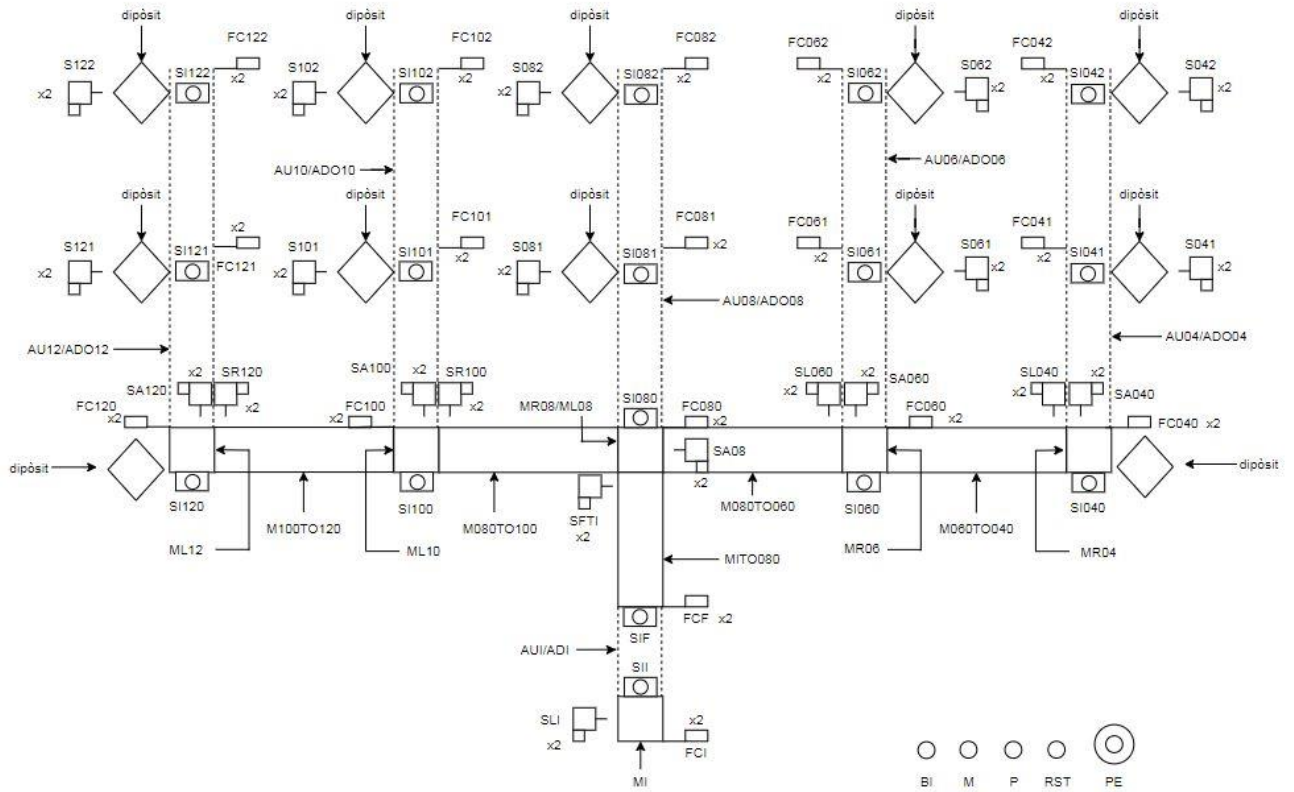 dipòsit dipòsit dipòsit dipòsit dipòsit
FC122 FC102 FC082 FC062 FC042
S122 SI122 x2 S102 SI102 x2 S082 SI082 x2 x2 SI062 S062 x2 SI042 S042
x2 x2 x2 x2 x2
AU10/ADO10 AU06/ADO06
dipòsit dipòsit dipòsit dipòsit dipòsit
x2 FC101 FC081 FC061 FC041
S121 SI121 S101 SI101 S081 SI081 x2 SI061 S061 SI041 S041
x2 FC121 x2 x2 x2 x2 x2 x2 x2
AU08/ADO08
AU12/ADO12 AU04/ADO04
x2 SR120 SA100 x2 SR100 SL060 x2 SA060 SL040 x2
SA120 x2 x2 x2 x2 SA040
FC120 FC100 MR08/ML08 SI080 FC080 FC060
x2 x2 x2 x2 FC040 x2
dipòsit SA08 dipòsit
x2
SI120 SI100 SFTI M080TO060 SI060 SI040
M100TO120 M080TO100 x2 M060TO040
ML12 ML10 MITO080 MR06 MR04
SIF FCF x2
AUI/ADI
SII
SLI x2
x2 FCI
MI
BI M P RST PE